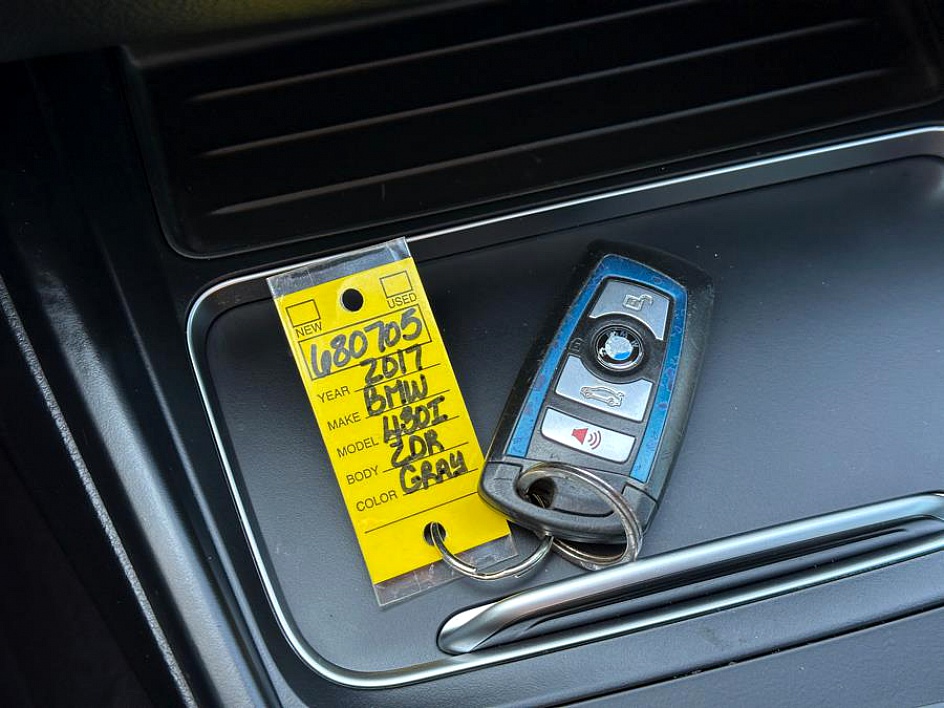 NEW USED
680705
YEAR 2017
MAKE BMW
MODEL 430I
BODY 2DR
COLOR GRAY